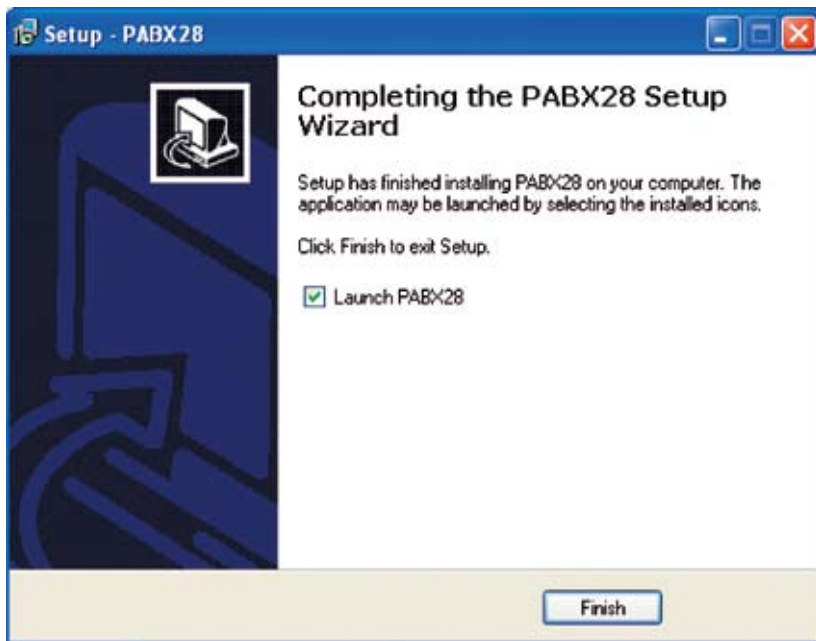 Setup - PABX28
Completing the PABX28 Setup
Wizard
Setup has finished installing PABX28 on your computer. The
application may be launched by selecting the installed icons.
Click Finish to exit Setup.
Launch PABX28
Finish